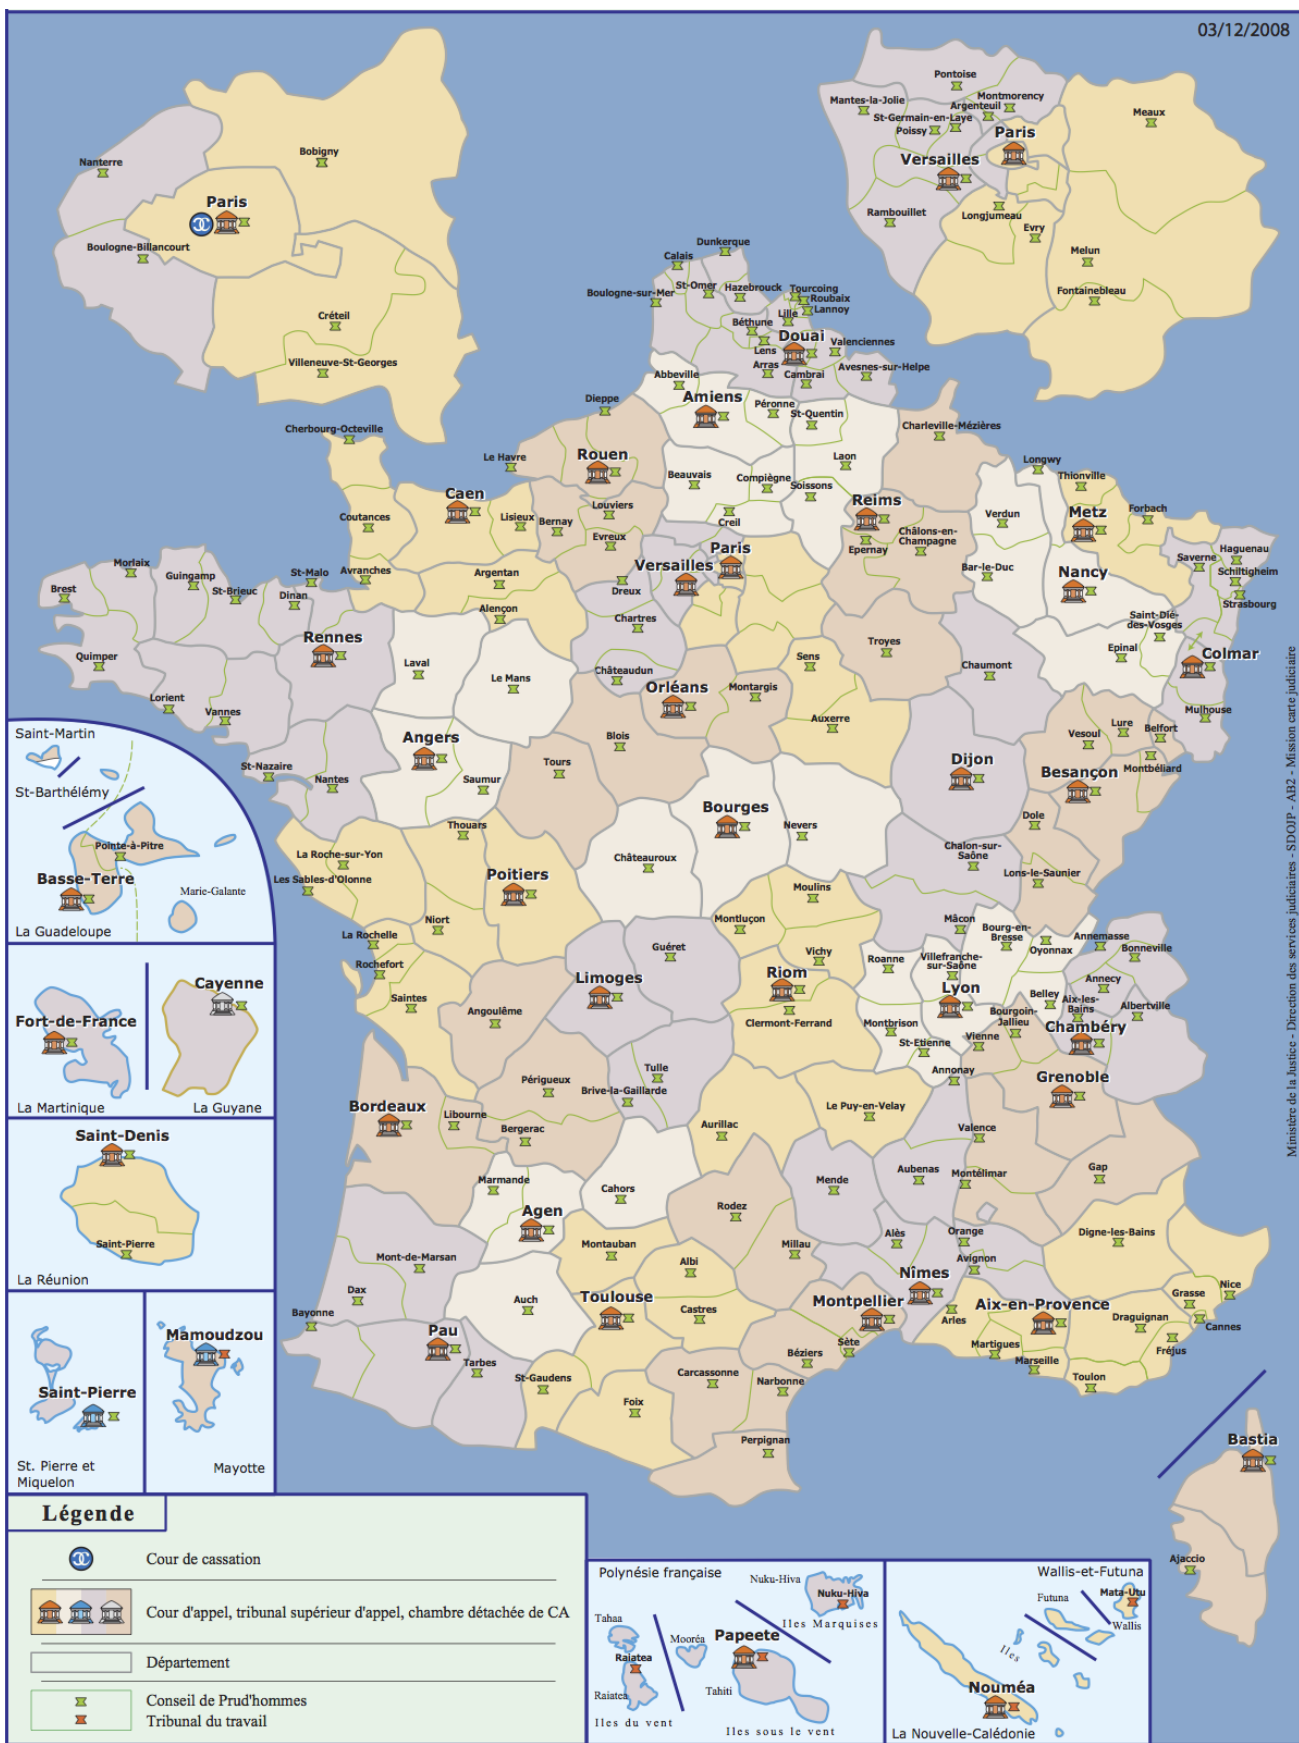 03/12/2008
Nanterre
Bobigny
Paris
Boulogne-Billancourt
Créteil
Villeneuve-St-Georges
Pontoise
Mantes-la-Jolie
Montmorency
Argenteuil
St-Germain-en-Laye
Poissy
Paris
Meaux
Versailles
Rambouillet
Longjumeau
Evry
Melun
Fontainebleau
Dunkerque
Calais
St-Omer
Hazebrouck
Tourcoing
Roubaix
Lannoy
Boulogne-sur-Mer
Lille
Béthune
Douai
Lens
Valenciennes
Arras
Cambrai
Avesnes-sur-Helpe
Abbeville
Amiens
Péronne
St-Quentin
Dieppe
Charleville-Mézières
Cherbourg-Octeville
Le Havre
Rouen
Beauvais
Compiègne
Laon
Soissons
Creil
Longwy
Thionville
Caen
Lisieux
Bernay
Louviers
Evreux
Coutances
Reims
Epernay
Châlons-en-
Champagne
Verdun
Metz
Forbach
Bar-le-Duc
Nancy
Saverne
Haguenau
Schiltigheim
Strasbourg
Saint-Dié-
des-Vosges
Epinal
Colmar
Mulhouse
Morlaix
Brest
Guingamp
St-Brieuc
St-Malo
Dinan
Avranches
Argentan
Alençon
Versailles
Paris
Dreux
Chartres
Châteaudun
Rennes
Quimper
Lorient
Vannes
Laval
Le Mans
Orléans
Montargis
Sens
Auxerre
Troyes
Chaumont
Blois
Angers
Saumur
Tours
St-Nazaire
Nantes
Dijon
Vesoul
Lure
Belfort
Montbéliard
Besançon
Dole
Chalon-sur-
Saône
Lons-le-Saunier
Bourges
Nevers
Châteauroux
Thouars
La Roche-sur-Yon
Les Sables-d'Olonne
Poitiers
Niort
La Rochelle
Rochefort
Saintes
Moulins
Montluçon
Vichy
Riom
Clermont-Ferrand
Guéret
Limoges
Mâcon
Bourg-en-
Bresse
Oyonnax
Roanne
Villefranche-
sur-Saône
Lyon
Belley
Annemasse
Bonneville
Annecy
Aix-les-
Bains
Albertville
Chambéry
Montbrison
St-Etienne
Bourgoin-
Jallieu
Vienne
Annonay
Grenoble
Angoulême
Périgueux
Tulle
Brive-la-Gaillarde
Bordeaux
Libourne
Bergerac
Aurillac
Le Puy-en-Velay
Valence
Gap
Marmande
Cahors
Agen
Rodez
Mende
Aubenas
Montélimar
Mont-de-Marsan
Dax
Montauban
Albi
Millau
Alès
Orange
Avignon
Digne-les-Bains
Auch
Toulouse
Castres
Montpellier
Nîmes
Arles
Aix-en-Provence
Nice
Grasse
Cannes
Draguignan
Fréjus
Bayonne
Pau
Tarbes
St-Gaudens
Sète
Béziers
Carcassonne
Narbonne
Martigues
Marseille
Toulon
Foix
Perpignan
Bastia
Ajaccio
Saint-Martin
St-Barthélémy
Pointe-à-Pitre
Basse-Terre
Marie-Galante
La Guadeloupe
Fort-de-France
La Martinique
Cayenne
La Guyane
Saint-Denis
Saint-Pierre
La Réunion
Saint-Pierre
St. Pierre et
Miquelon
Mamoudzou
Mayotte
Légende
Cour de cassation
Cour d'appel, tribunal supérieur d'appel, chambre détachée de CA
Département
Conseil de Prud'hommes
Tribunal du travail
Polynésie française
Nuku-Hiva
Nuku-Hiva
Iles Marquises
Tahaa
Raiatea
Raiatea
Mooréa
Papeete
Tahiti
Iles du vent
Iles sous le vent
Wallis-et-Futuna
Mata-Utu
Futuna
Wallis
Iles
Nouméa
La Nouvelle-Calédonie
Ministère de la Justice - Direction des services judiciaires - SDOJP - AB2 - Mission carte judiciaire